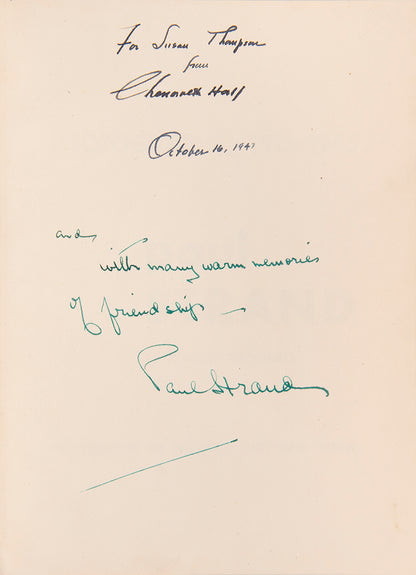 For Susan Thompson
from
Chenoweth Hall
October 16, 1947
and
with many warm memories
of friendship —
Paul Strand